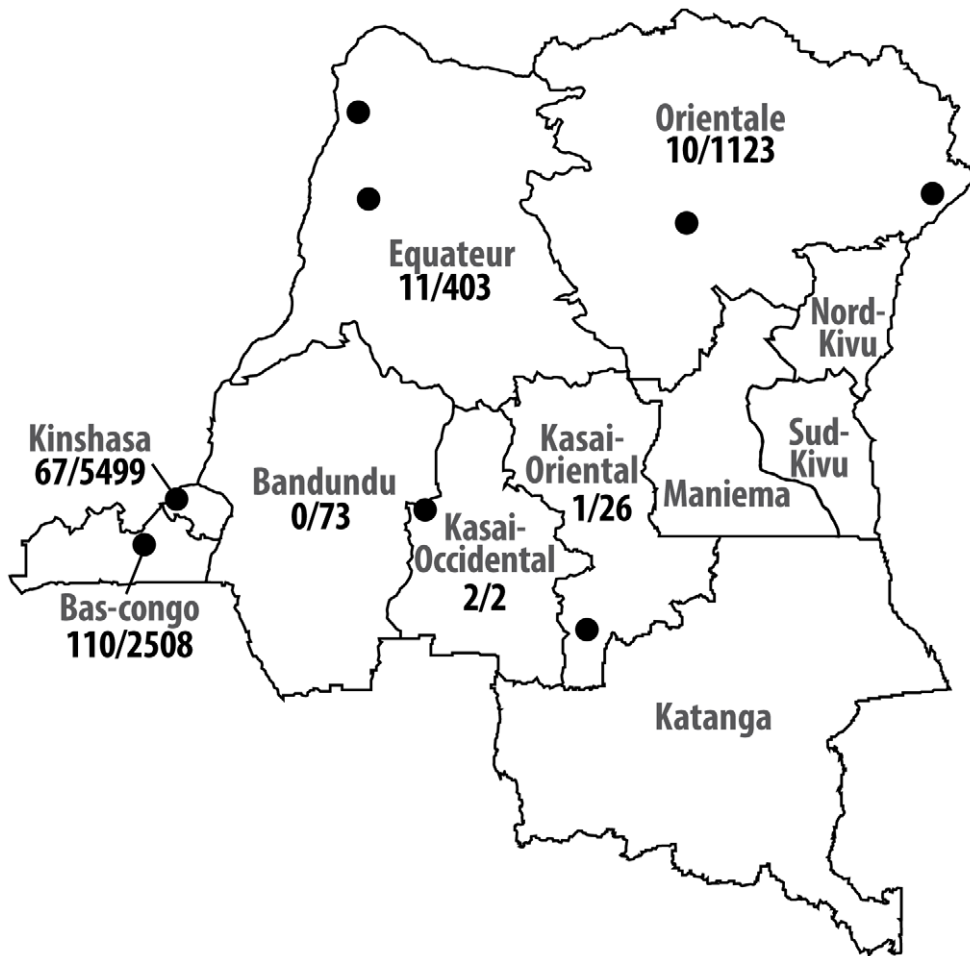 Orientale
10/1123
Equateur
11/403
Nord-
Kivu
Kinshasa
67/5499
Bandundu
0/73
Kasai-
Oriental
1/26
Sud-
Kivu
Maniema
Kasai-
Occidental
2/2
Bas-congo
110/2508
Katanga